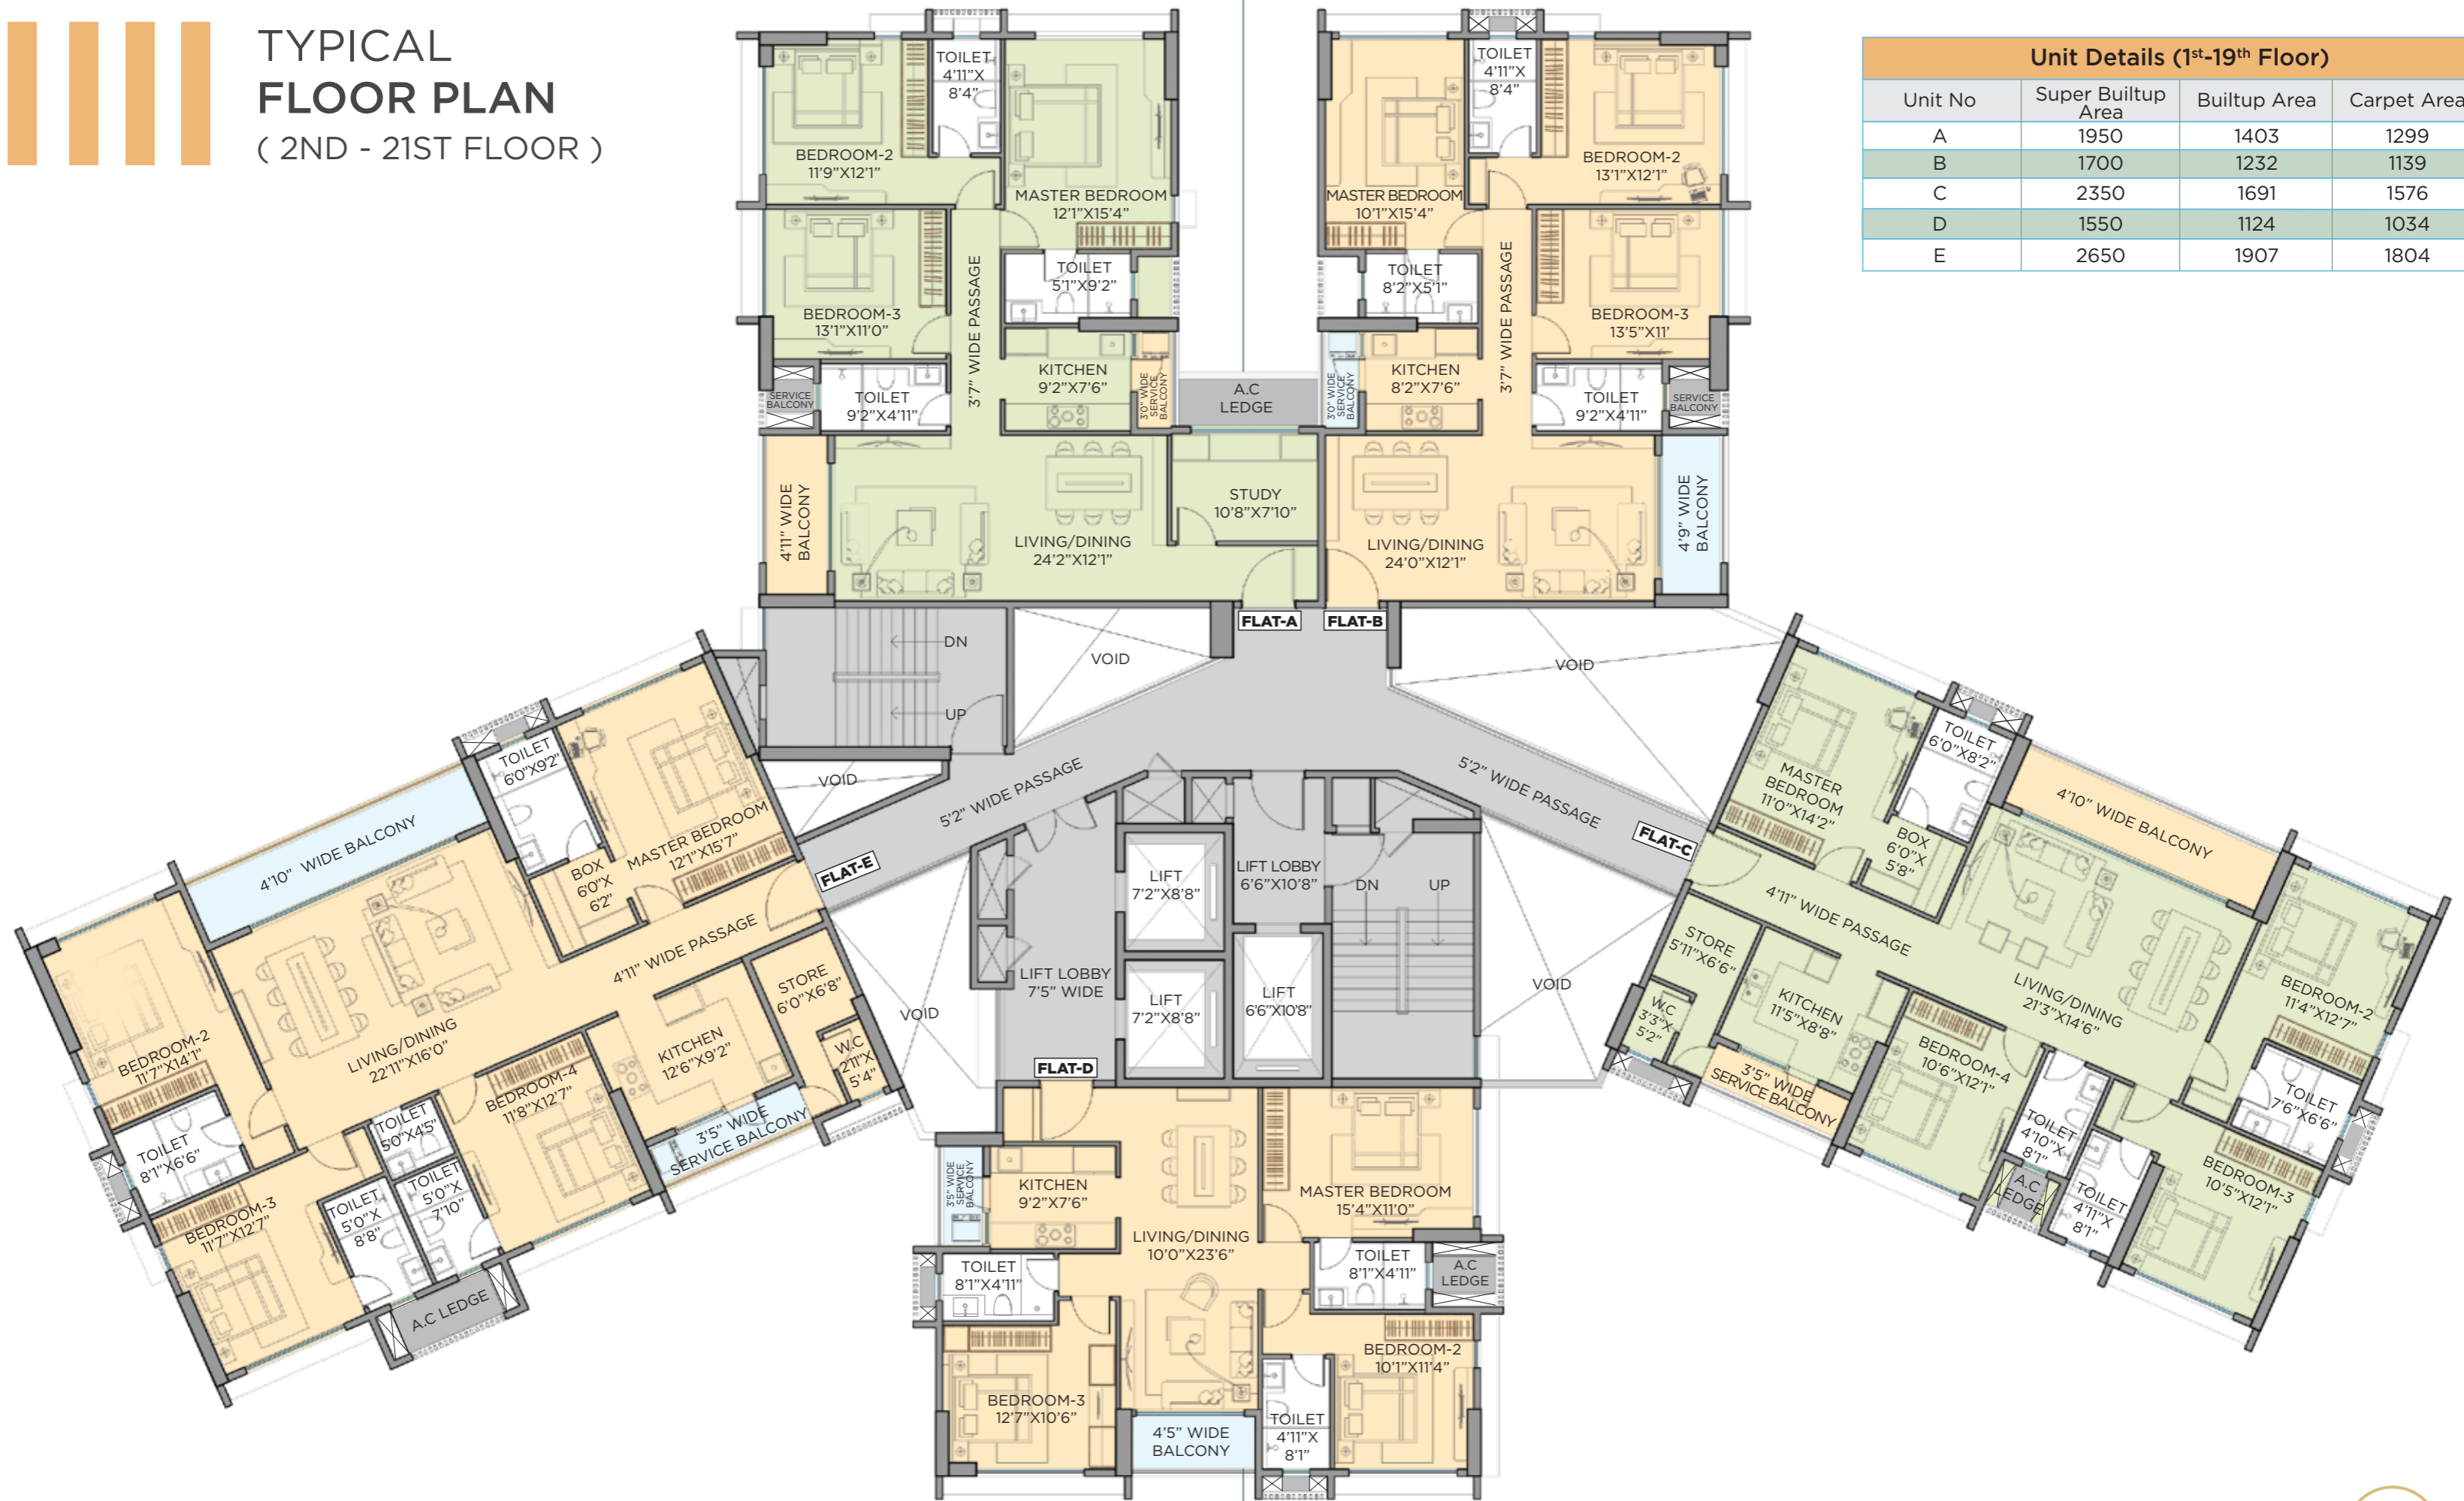 TYPICAL
FLOOR PLAN
( 2ND - 21ST FLOOR )
Unit Details (1st-19th Floor)
Unit No Super Builtup Area Builtup Area Carpet Area
A 1950 1403 1299
B 1700 1232 1139
C 2350 1691 1576
D 1550 1124 1034
E 2650 1907 1804
TOILET
4'11"X
8'4"
BEDROOM-2
11'9"X12'1"
MASTER BEDROOM
12'1"X15'4"
BEDROOM-3
13'1"X11'0"
TOILET
5'1"X9'2"
3'7" WIDE PASSAGE
KITCHEN
9'2"X7'6"
3'0" WIDE
SERVICE
BALCONY
SERVICE
BALCONY
TOILET
9'2"X4'11"
A.C
LEDGE
4'11" WIDE
BALCONY
LIVING/DINING
24'2"X12'1"
STUDY
10'8"X7'10"
FLAT-A
TOILET
4'11"X
8'4"
MASTER BEDROOM
10'1"X15'4"
BEDROOM-2
13'1"X12'1"
TOILET
8'2"X5'1"
3'7" WIDE PASSAGE
BEDROOM-3
13'5"X11'
3'0" WIDE
SERVICE
BALCONY
KITCHEN
8'2"X7'6"
TOILET
9'2"X4'11"
SERVICE
BALCONY
LIVING/DINING
24'0"X12'1"
4'9" WIDE
BALCONY
FLAT-B
DN
UP
VOID
VOID
VOID
5'2" WIDE PASSAGE
5'2" WIDE PASSAGE
FLAT-E
FLAT-C
LIFT
7'2"X8'8"
LIFT LOBBY
6'6"X10'8"
DN
UP
LIFT LOBBY
7'5" WIDE
LIFT
7'2"X8'8"
LIFT
6'6"X10'8"
VOID
VOID
FLAT-D
TOILET
6'0"X9'2"
4'10" WIDE BALCONY
MASTER BEDROOM
12'1"X15'7"
BOX
6'0"X
6'2"
4'11" WIDE PASSAGE
STORE
6'0"X6'8"
BEDROOM-2
11'7"X14'1"
LIVING/DINING
22'11"X16'0"
KITCHEN
12'6"X9'2"
W.C
2'11"X
5'4"
BEDROOM-4
11'8"X12'7"
3'5" WIDE
SERVICE BALCONY
TOILET
8'1"X6'6"
TOILET
5'0"X4'5"
TOILET
5'0"X
7'10"
TOILET
5'0"X
8'8"
BEDROOM-3
11'7"X12'7"
A.C LEDGE
TOILET
6'0"X8'2"
MASTER
BEDROOM
11'0"X14'2"
BOX
6'0"X
5'8"
4'10" WIDE BALCONY
4'11" WIDE PASSAGE
STORE
5'11"X6'6"
W.C
3'3"X
5'2"
KITCHEN
11'5"X8'8"
LIVING/DINING
21'3"X14'6"
BEDROOM-2
11'4"X12'7"
3'5" WIDE
SERVICE BALCONY
BEDROOM-4
10'6"X12'1"
TOILET
4'10"X
8'1"
TOILET
7'6"X6'6"
A.C
LEDGE
TOILET
4'11"X
8'1"
BEDROOM-3
10'5"X12'1"
3'5" WIDE
SERVICE
BALCONY
KITCHEN
9'2"X7'6"
MASTER BEDROOM
15'4"X11'0"
LIVING/DINING
10'0"X23'6"
TOILET
8'1"X4'11"
TOILET
8'1"X4'11"
A.C
LEDGE
BEDROOM-2
10'1"X11'4"
BEDROOM-3
12'7"X10'6"
TOILET
4'11"X
8'1"
4'5" WIDE
BALCONY